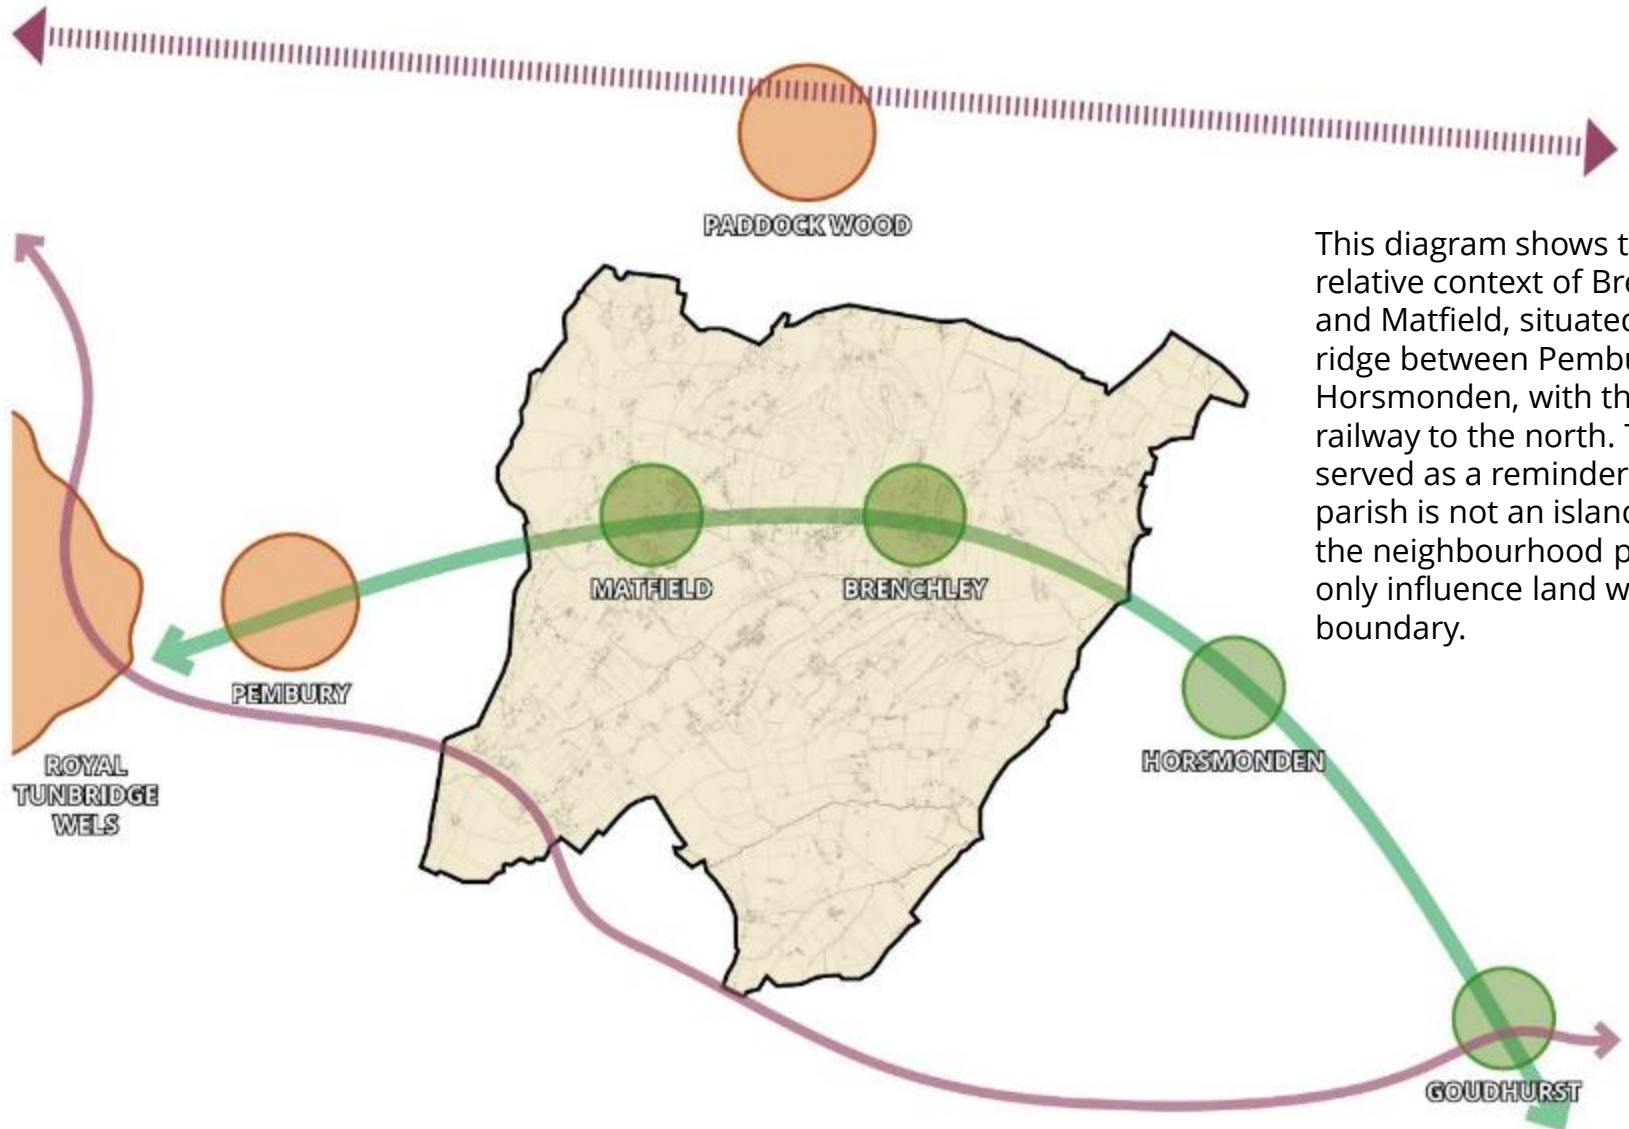 PADDOCK WOOD
This diagram shows t
relative context of Bre
and Matfield, situated
ridge between Pembu
Horsmonden, with th
railway to the north. T
served as a reminder
parish is not an island
the neighbourhood p
only influence land w
boundary.
MATFIELD
BRENCHLEY
PEMBURY
HORSMONDEN
ROYAL
TUNBRIDGE
WELS
GOUDHURST